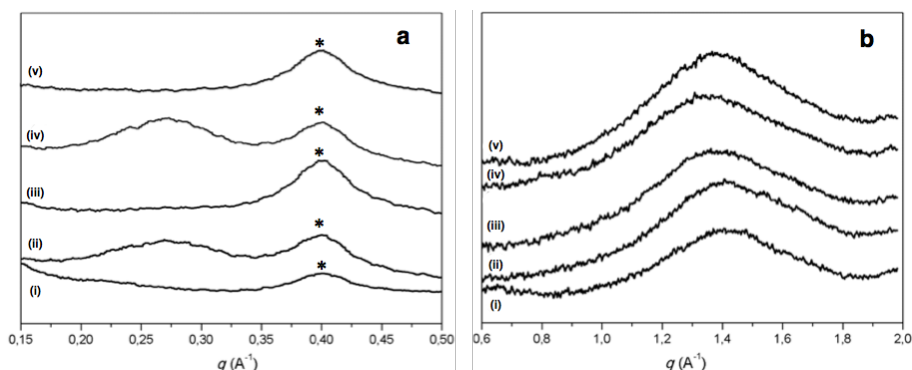 a
b
*
(v)
*
(iv)
*
(iii)
*
(ii)
*
(i)
(v)
(iv)
(iii)
(ii)
(i)
0,15 0,20 0,25 0,30 0,35 0,40 0,45 0,50
0,6 0,8 1,0 1,2 1,4 1,6 1,8 2,0
q (A⁻¹)
q (A⁻¹)